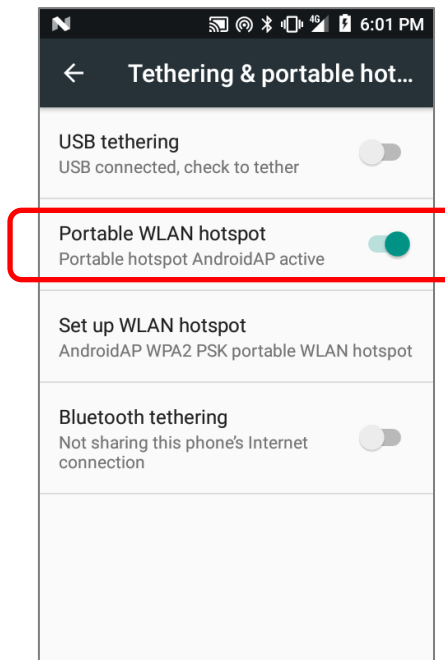 4G 6:01 PM
Tethering & portable hot...
USB tethering
USB connected, check to tether
Portable WLAN hotspot
Portable hotspot AndroidAP active
Set up WLAN hotspot
AndroidAP WPA2 PSK portable WLAN hotspot
Bluetooth tethering
Not sharing this phone's Internet
connection